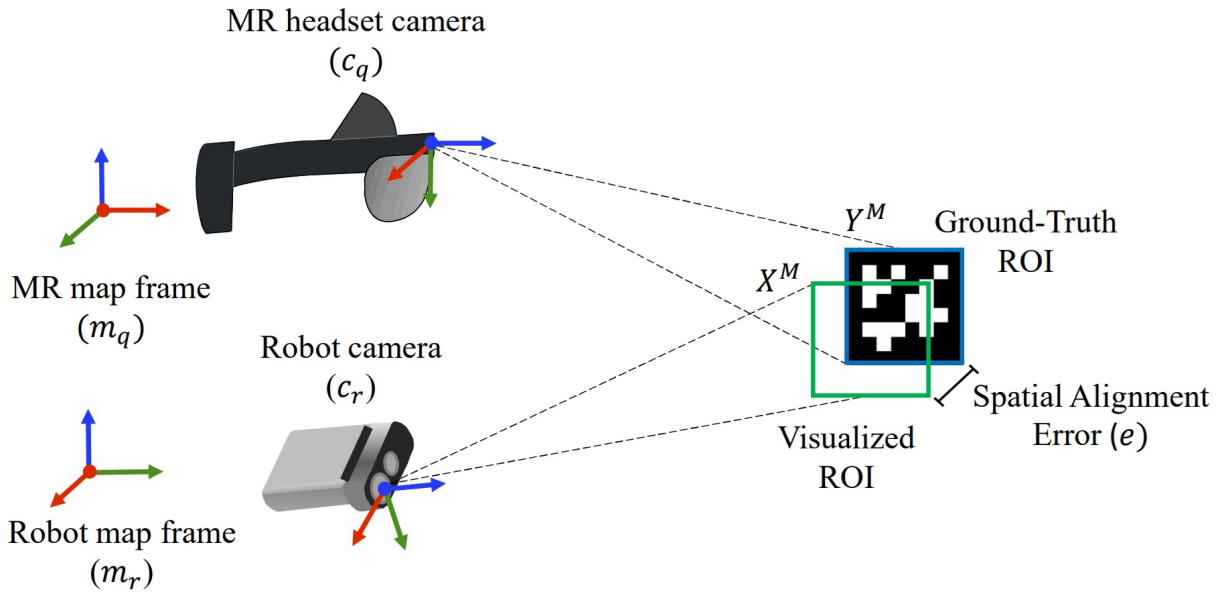 MR headset camera
(c_q)
MR map frame
(m_q)
Y^M
Ground-Truth
ROI
X^M
Robot camera
(c_r)
Spatial Alignment
Error (e)
Visualized
ROI
Robot map frame
(m_r)